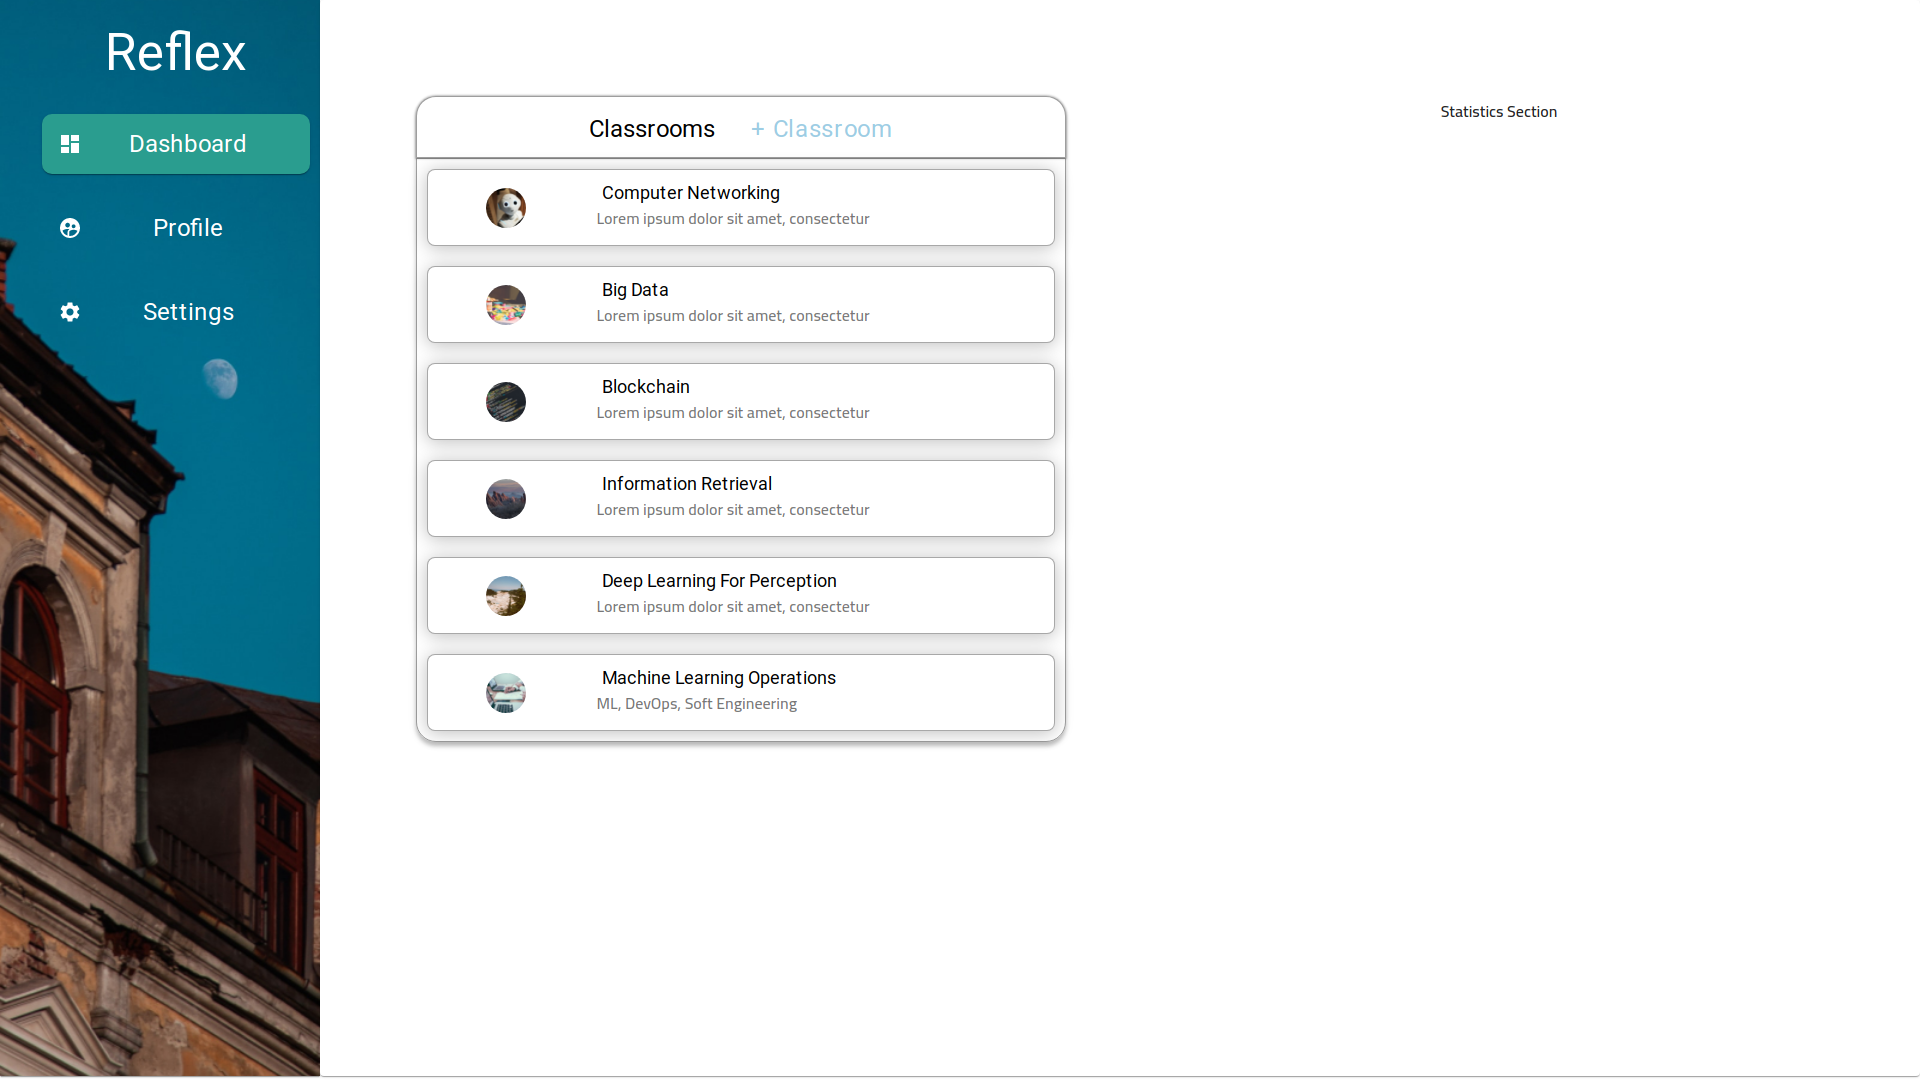 Reflex
Dashboard
Profile
Settings
Classrooms
+ Classroom
Computer Networking
Lorem ipsum dolor sit amet, consectetur
Big Data
Lorem ipsum dolor sit amet, consectetur
Blockchain
Lorem ipsum dolor sit amet, consectetur
Information Retrieval
Lorem ipsum dolor sit amet, consectetur
Deep Learning For Perception
Lorem ipsum dolor sit amet, consectetur
Machine Learning Operations
ML, DevOps, Soft Engineering
Statistics Section